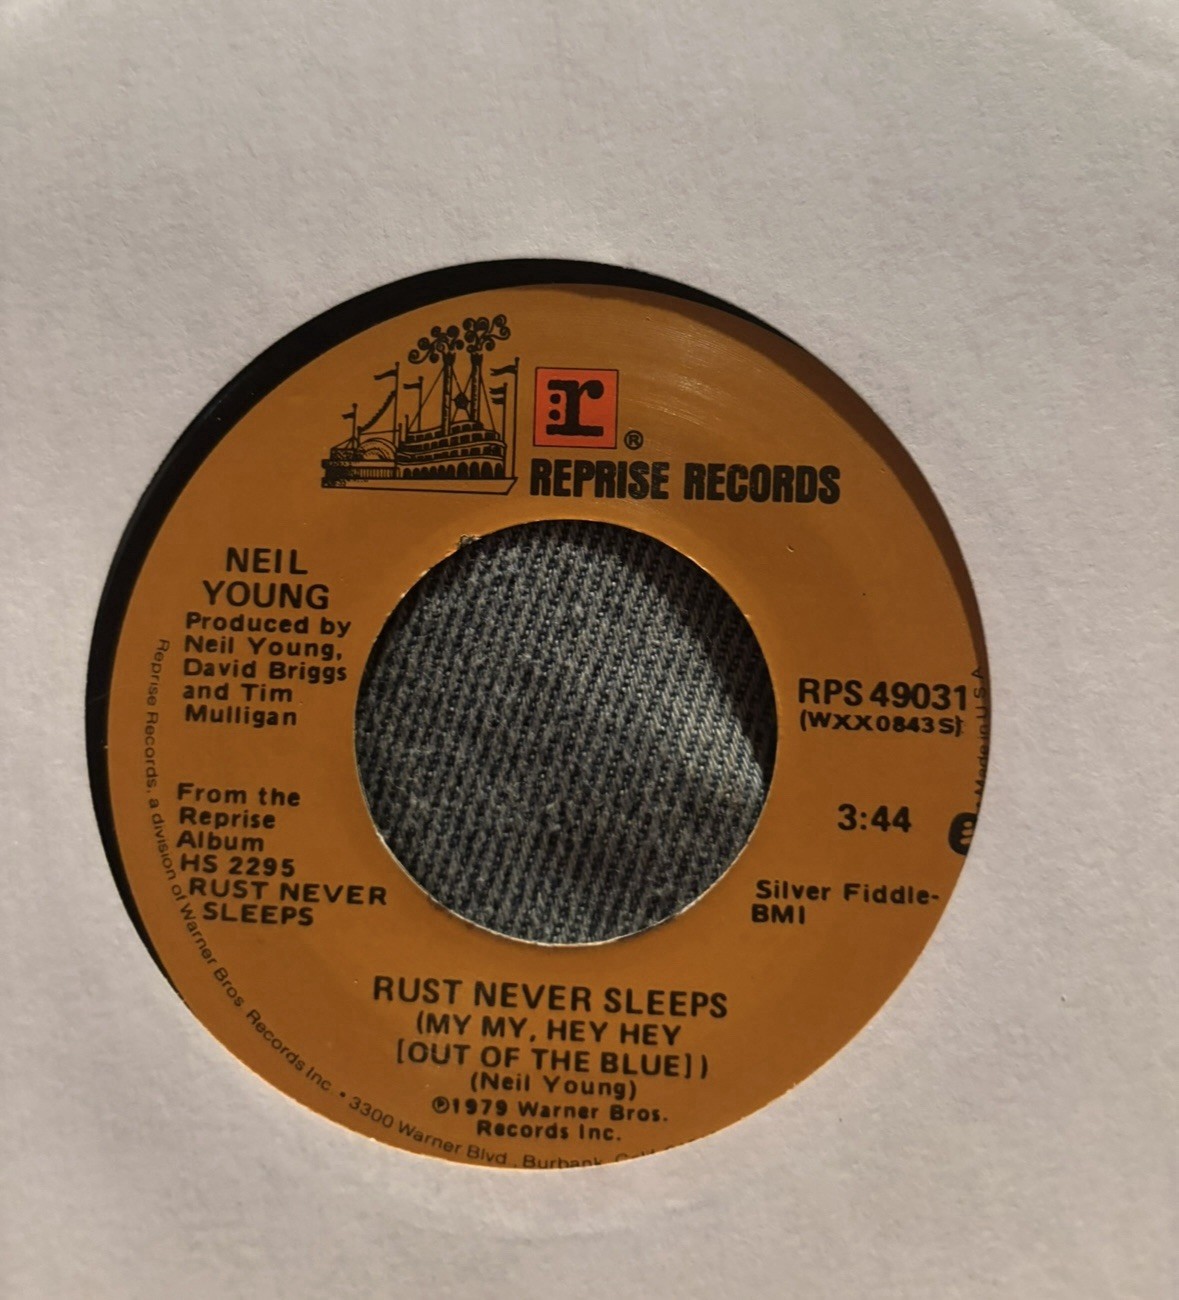 r
®
REPRISE RECORDS
NEIL
YOUNG
Produced by
Neil Young,
David Briggs
and Tim
Mulligan
From the
Reprise
Album
HS 2295
RUST NEVER
SLEEPS
RPS 49031
(WXX0843S)
3:44
Silver Fiddle-
BMI
RUST NEVER SLEEPS
(MY MY, HEY HEY
[OUT OF THE BLUE])
(Neil Young)
℗1979 Warner Bros.
Records Inc.
Reprise Records, a division of Warner Bros. Records Inc. • 3300 Warner Blvd., Burbank,
Made in U.S.A.